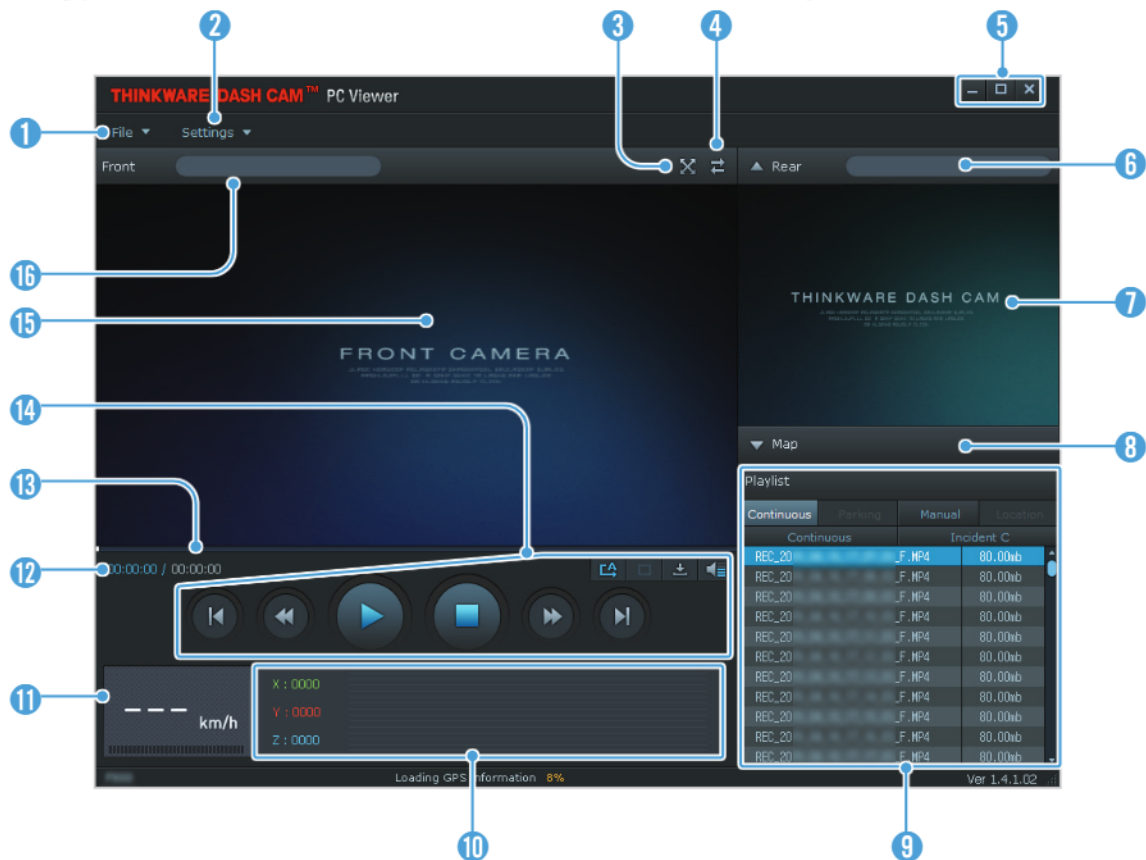 2
3
4
5
THINKWARE DASH CAM™ PC Viewer
1
File
Settings
Front
Rear
6
16
15
THINKWARE DASH CAM
7
FRONT CAMERA
14
Map
8
13
Playlist
Continuous Parking Manual Location
Continuous Incident C
12
00:00:00 / 00:00:00
REC_20 _F.MP4 80.00mb
REC_20 _F.MP4 80.00mb
REC_20 _F.MP4 80.00mb
REC_20 _F.MP4 80.00mb
REC_20 _F.MP4 80.00mb
REC_20 _F.MP4 80.00mb
REC_20 _F.MP4 80.00mb
REC_20 _F.MP4 80.00mb
REC_20 _F.MP4 80.00mb
REC_20 _F.MP4 80.00mb
REC_20 _F.MP4 80.00mb
11
km/h
X : 0000
Y : 0000
Z : 0000
Loading GPS information 8%
Ver 1.4.1.02
10
9